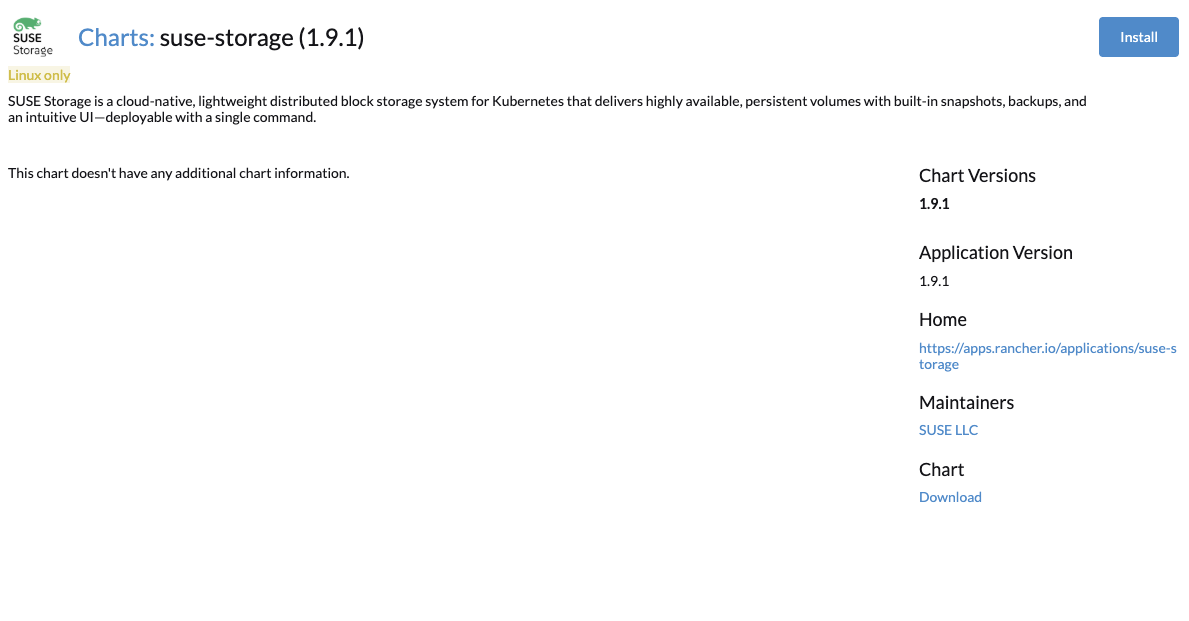 SUSE
Storage
Charts: suse-storage (1.9.1)
Install
Linux only
SUSE Storage is a cloud-native, lightweight distributed block storage system for Kubernetes that delivers highly available, persistent volumes with built-in snapshots, backups, and
an intuitive UI—deployable with a single command.
This chart doesn't have any additional chart information.
Chart Versions
1.9.1
Application Version
1.9.1
Home
https://apps.rancher.io/applications/suse-s
torage
Maintainers
SUSE LLC
Chart
Download